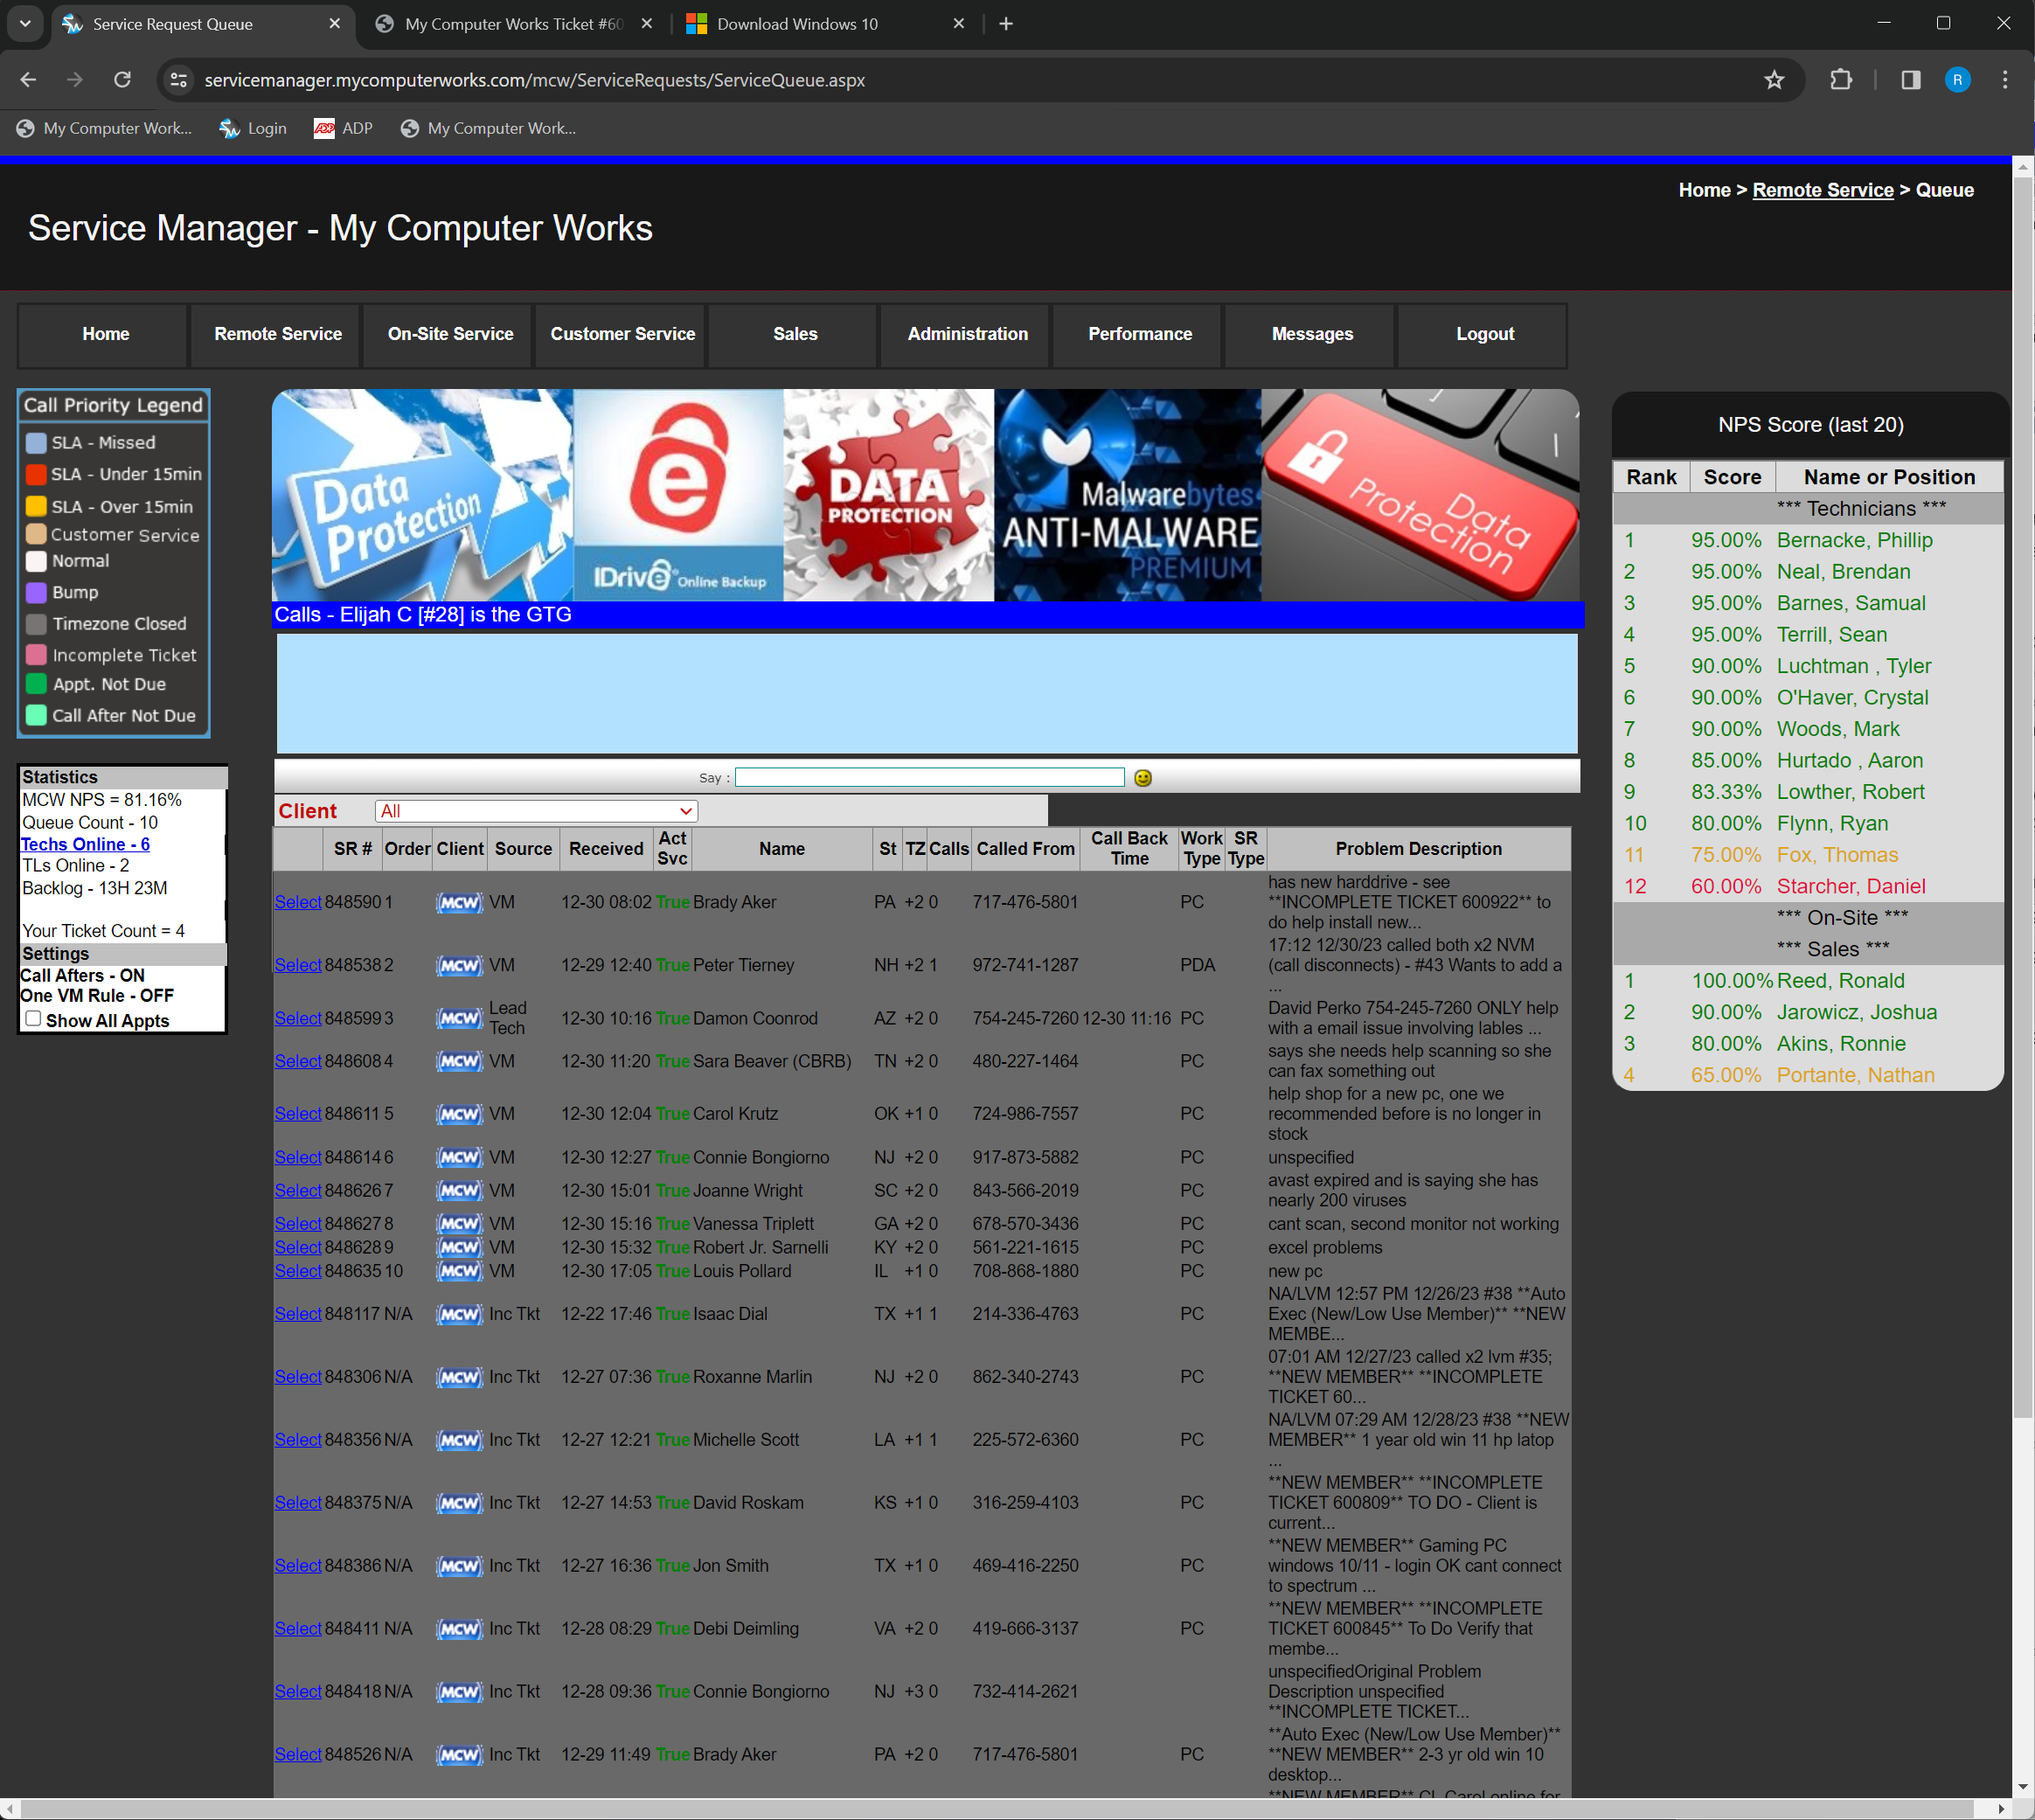 Service Request Queue
My Computer Works Ticket #60
Download Windows 10
servicemanager.mycomputerworks.com/mcw/ServiceRequests/ServiceQueue.aspx
R
My Computer Work...
Login
ADP
My Computer Work...
Home > Remote Service > Queue
Service Manager - My Computer Works
Home Remote Service On-Site Service Customer Service Sales Administration Performance Messages Logout
Call Priority Legend
SLA - Missed
SLA - Under 15min
SLA - Over 15min
Customer Service
Normal
Bump
Timezone Closed
Incomplete Ticket
Appt. Not Due
Call After Not Due
Statistics
MCW NPS = 81.16%
Queue Count - 10
Techs Online - 6
TLs Online - 2
Backlog - 13H 23M
Your Ticket Count = 4
Settings
Call Afters - ON
One VM Rule - OFF
Show All Appts
Data
Protection
e
IDrive Online Backup
DATA
PROTECTION
Malwarebytes
ANTI-MALWARE
PREMIUM
Data
Protection
Calls - Elijah C [#28] is the GTG
Say :
Client All
SR # Order Client Source Received Act Svc Name St TZ Calls Called From Call Back Time Work Type SR Type Problem Description
Select 848590 1 MCW VM 12-30 08:02 True Brady Aker PA +2 0 717-476-5801 PC has new harddrive - see
**INCOMPLETE TICKET 600922** to
do help install new...
Select 848538 2 MCW VM 12-29 12:40 True Peter Tierney NH +2 1 972-741-1287 PDA 17:12 12/30/23 called both x2 NVM
(call disconnects) - #43 Wants to add a
...
Select 848599 3 MCW Lead Tech 12-30 10:16 True Damon Coonrod AZ +2 0 754-245-7260 12-30 11:16 PC David Perko 754-245-7260 ONLY help
with a email issue involving lables ...
Select 848608 4 MCW VM 12-30 11:20 True Sara Beaver (CBRB) TN +2 0 480-227-1464 PC says she needs help scanning so she
can fax something out
Select 848611 5 MCW VM 12-30 12:04 True Carol Krutz OK +1 0 724-986-7557 PC help shop for a new pc, one we
recommended before is no longer in
stock
Select 848614 6 MCW VM 12-30 12:27 True Connie Bongiorno NJ +2 0 917-873-5882 PC unspecified
Select 848626 7 MCW VM 12-30 15:01 True Joanne Wright SC +2 0 843-566-2019 PC avast expired and is saying she has
nearly 200 viruses
Select 848627 8 MCW VM 12-30 15:16 True Vanessa Triplett GA +2 0 678-570-3436 PC cant scan, second monitor not working
Select 848628 9 MCW VM 12-30 15:32 True Robert Jr. Sarnelli KY +2 0 561-221-1615 PC excel problems
Select 848635 10 MCW VM 12-30 17:05 True Louis Pollard IL +1 0 708-868-1880 PC new pc
Select 848117 N/A MCW Inc Tkt 12-22 17:46 True Isaac Dial TX +1 1 214-336-4763 PC NA/LVM 12:57 PM 12/26/23 #38 **Auto
Exec (New/Low Use Member)** **NEW
MEMBE...
Select 848306 N/A MCW Inc Tkt 12-27 07:36 True Roxanne Marlin NJ +2 0 862-340-2743 PC 07:01 AM 12/27/23 called x2 lvm #35;
**NEW MEMBER** **INCOMPLETE
TICKET 60...
Select 848356 N/A MCW Inc Tkt 12-27 12:21 True Michelle Scott LA +1 1 225-572-6360 PC NA/LVM 07:29 AM 12/28/23 #38 **NEW
MEMBER** 1 year old win 11 hp latop
...
Select 848375 N/A MCW Inc Tkt 12-27 14:53 True David Roskam KS +1 0 316-259-4103 PC **NEW MEMBER** **INCOMPLETE
TICKET 600809** TO DO - Client is
current...
Select 848386 N/A MCW Inc Tkt 12-27 16:36 True Jon Smith TX +1 0 469-416-2250 PC **NEW MEMBER** Gaming PC
windows 10/11 - login OK cant connect
to spectrum ...
Select 848411 N/A MCW Inc Tkt 12-28 08:29 True Debi Deimling VA +2 0 419-666-3137 PC **NEW MEMBER** **INCOMPLETE
TICKET 600845** To Do Verify that
membe...
Select 848418 N/A MCW Inc Tkt 12-28 09:36 True Connie Bongiorno NJ +3 0 732-414-2621 PC unspecifiedOriginal Problem
Description unspecified
**INCOMPLETE TICKET...
Select 848526 N/A MCW Inc Tkt 12-29 11:49 True Brady Aker PA +2 0 717-476-5801 PC **Auto Exec (New/Low Use Member)**
**NEW MEMBER** 2-3 yr old win 10
desktop...
NPS Score (last 20)
Rank Score Name or Position
*** Technicians ***
1 95.00% Bernacke, Phillip
2 95.00% Neal, Brendan
3 95.00% Barnes, Samual
4 95.00% Terrill, Sean
5 90.00% Luchtman , Tyler
6 90.00% O'Haver, Crystal
7 90.00% Woods, Mark
8 85.00% Hurtado , Aaron
9 83.33% Lowther, Robert
10 80.00% Flynn, Ryan
11 75.00% Fox, Thomas
12 60.00% Starcher, Daniel
*** On-Site ***
*** Sales ***
1 100.00% Reed, Ronald
2 90.00% Jarowicz, Joshua
3 80.00% Akins, Ronnie
4 65.00% Portante, Nathan